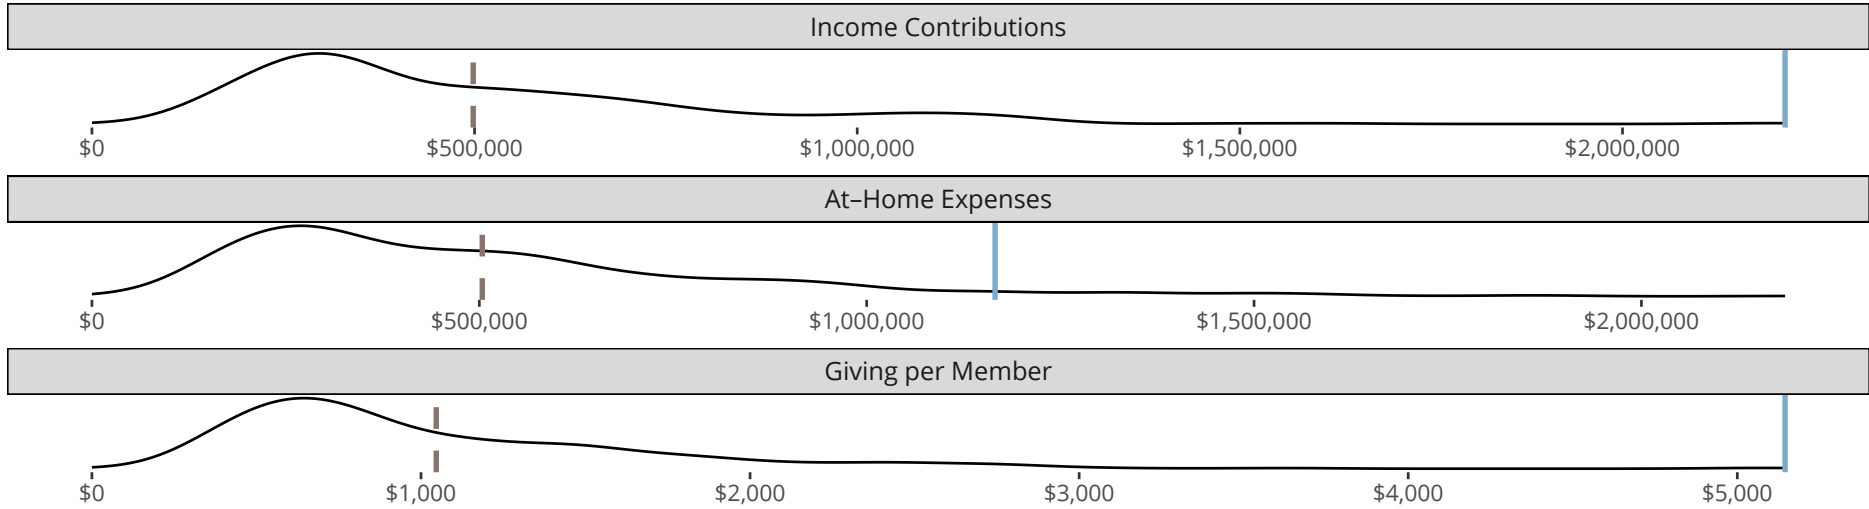 Income Contributions
$0 $500,000 $1,000,000 $1,500,000 $2,000,000
At–Home Expenses
$0 $500,000 $1,000,000 $1,500,000 $2,000,000
Giving per Member
$0 $1,000 $2,000 $3,000 $4,000 $5,000